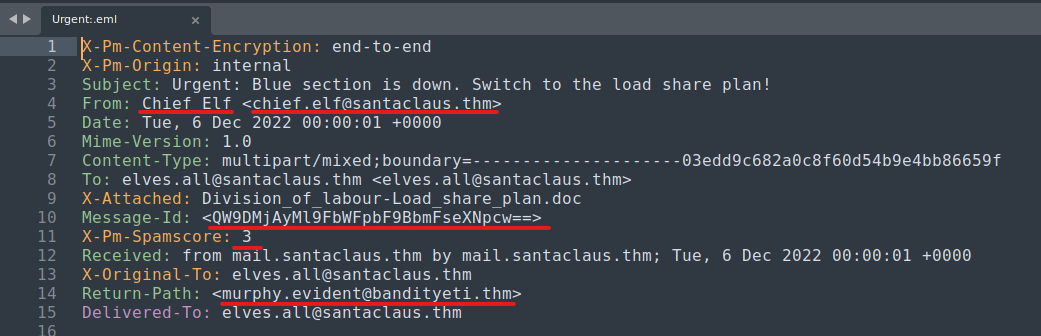 Urgent:.eml
1 X-Pm-Content-Encryption: end-to-end
2 X-Pm-Origin: internal
3 Subject: Urgent: Blue section is down. Switch to the load share plan!
4 From: Chief Elf <chief.elf@santaclaus.thm>
5 Date: Tue, 6 Dec 2022 00:00:01 +0000
6 Mime-Version: 1.0
7 Content-Type: multipart/mixed;boundary=---------------------03edd9c682a0c8f60d54b9e4bb86659f
8 To: elves.all@santaclaus.thm <elves.all@santaclaus.thm>
9 X-Attached: Division_of_labour-Load_share_plan.doc
10 Message-Id: <QW9DMjAyMl9FbWFpbF9BbmFseXNpcw==>
11 X-Pm-Spamscore: 3
12 Received: from mail.santaclaus.thm by mail.santaclaus.thm; Tue, 6 Dec 2022 00:00:01 +0000
13 X-Original-To: elves.all@santaclaus.thm
14 Return-Path: <murphy.evident@bandityeti.thm>
15 Delivered-To: elves.all@santaclaus.thm
16